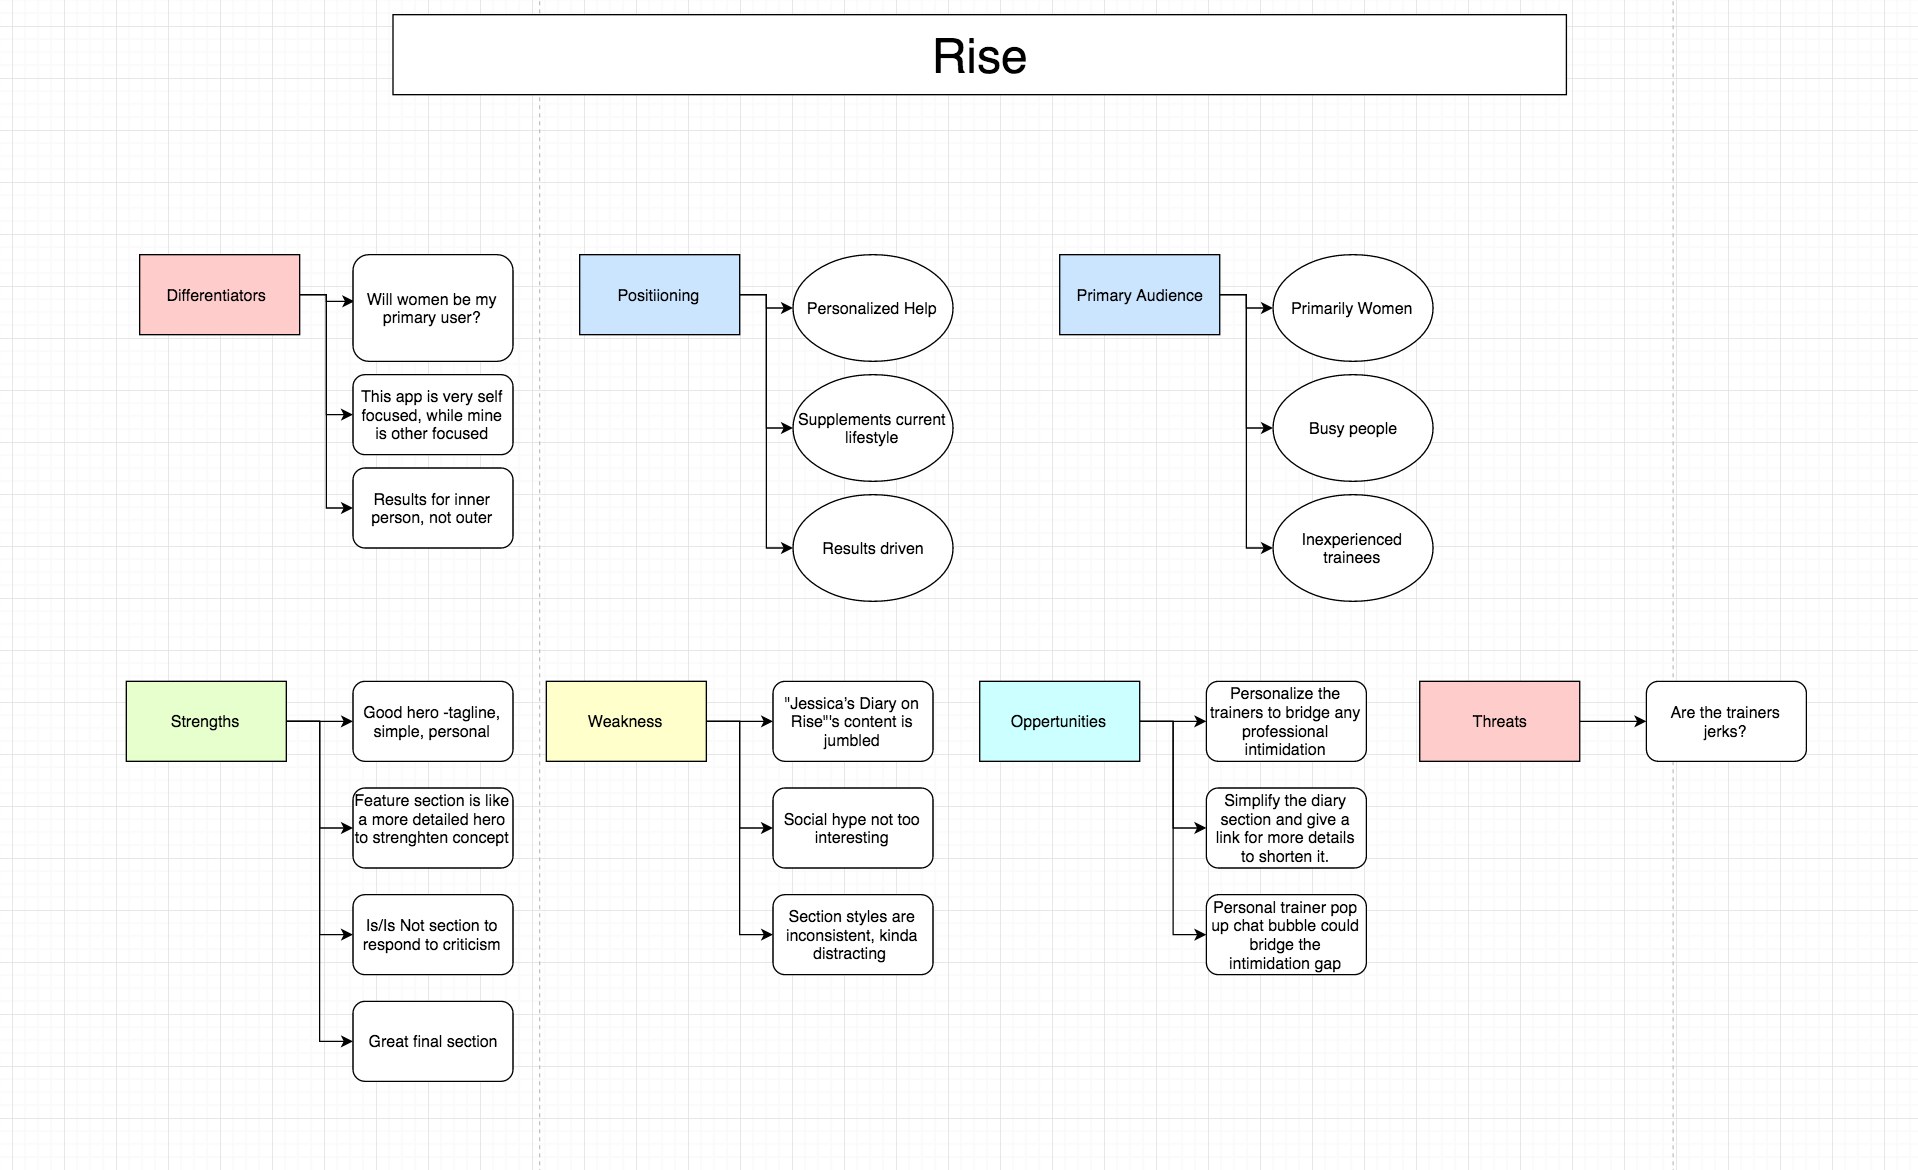 Rise
Differentiators
Will women be my
primary user?
This app is very self
focused, while mine
is other focused
Results for inner
person, not outer
Positiioning
Personalized Help
Supplements current
lifestyle
Results driven
Primary Audience
Primarily Women
Busy people
Inexperienced
trainees
Strengths
Good hero -tagline,
simple, personal
Feature section is like
a more detailed hero
to strenghten concept
Is/Is Not section to
respond to criticism
Great final section
Weakness
"Jessica's Diary on
Rise"'s content is
jumbled
Social hype not too
interesting
Section styles are
inconsistent, kinda
distracting
Oppertunities
Personalize the
trainers to bridge any
professional
intimidation
Simplify the diary
section and give a
link for more details
to shorten it.
Personal trainer pop
up chat bubble could
bridge the
intimidation gap
Threats
Are the trainers
jerks?